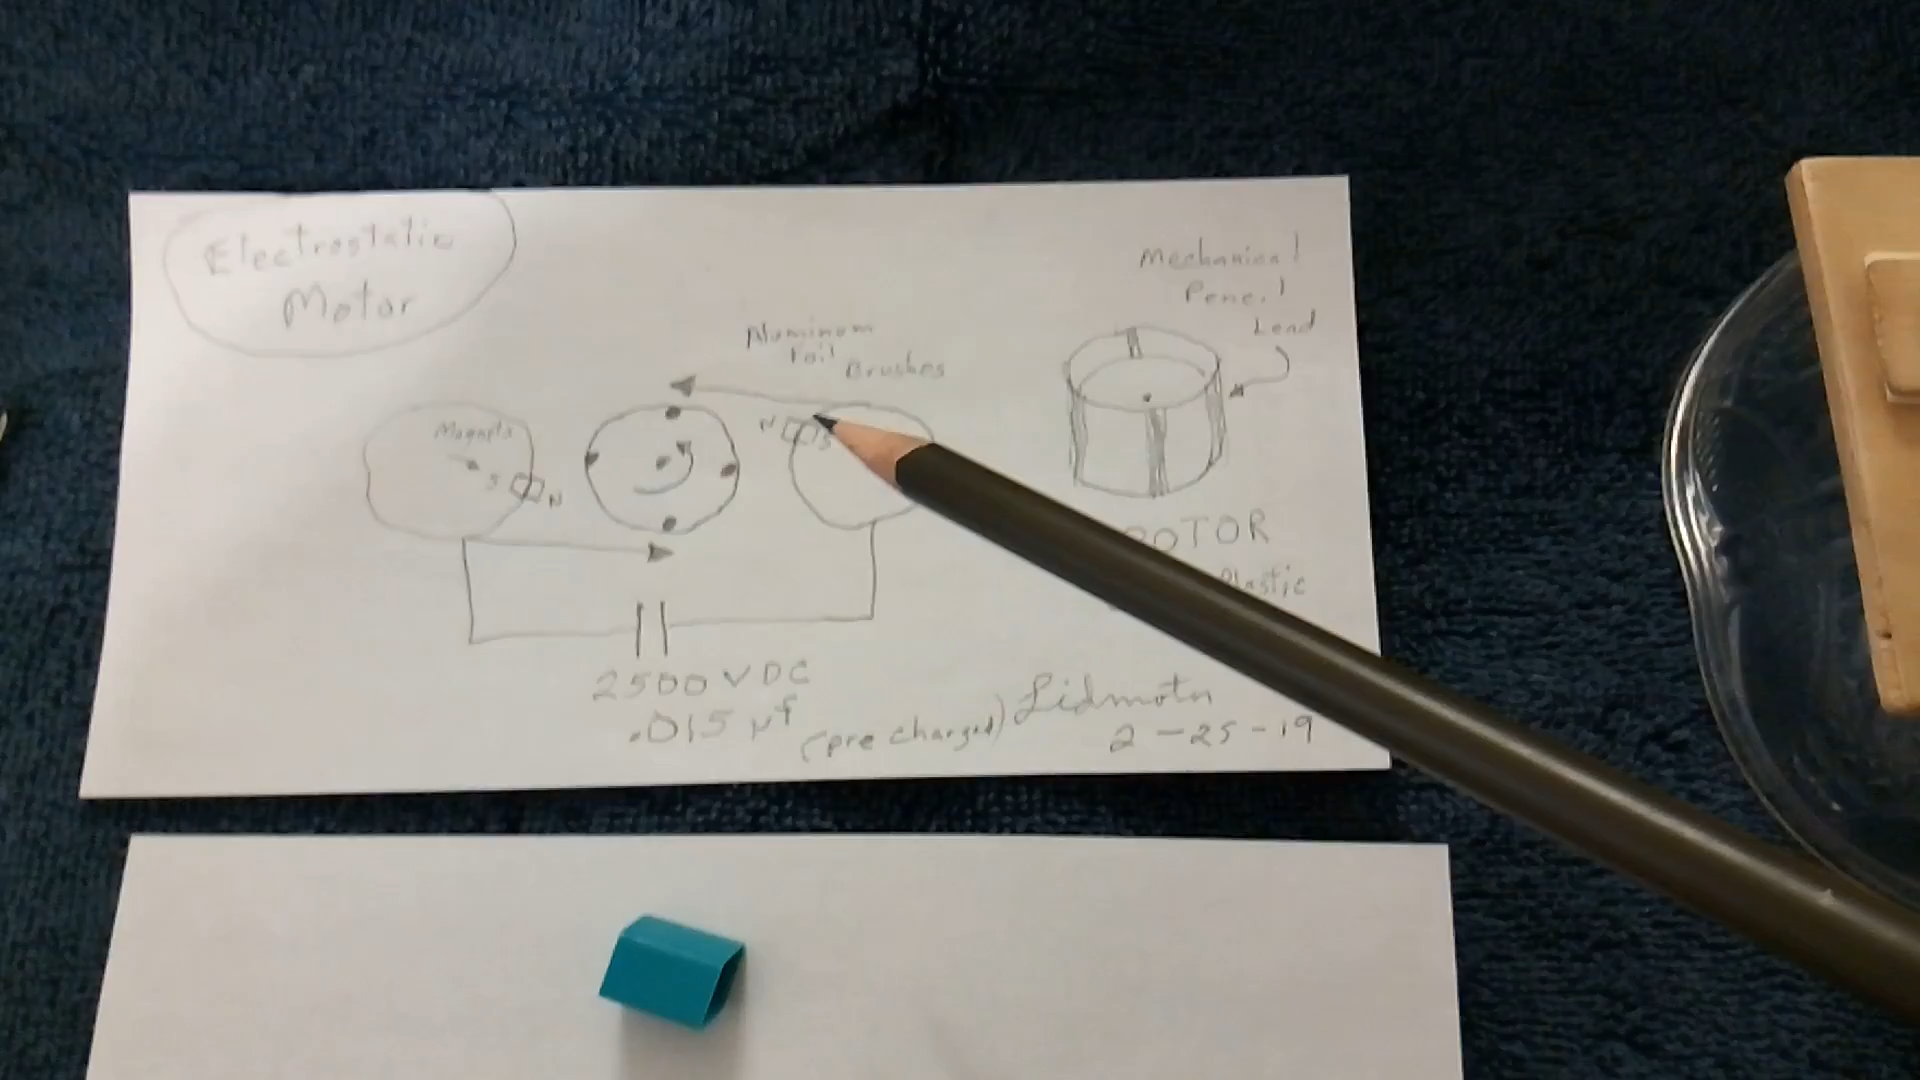 Electrostatic
Motor
Mechanical
Pencil
Lead
Aluminum
Foil
Brushes
Magnets
S N
N S
ROTOR
Plastic
2500 VDC
.015 µf
(pre charged)
Lidmotor
2-25-19